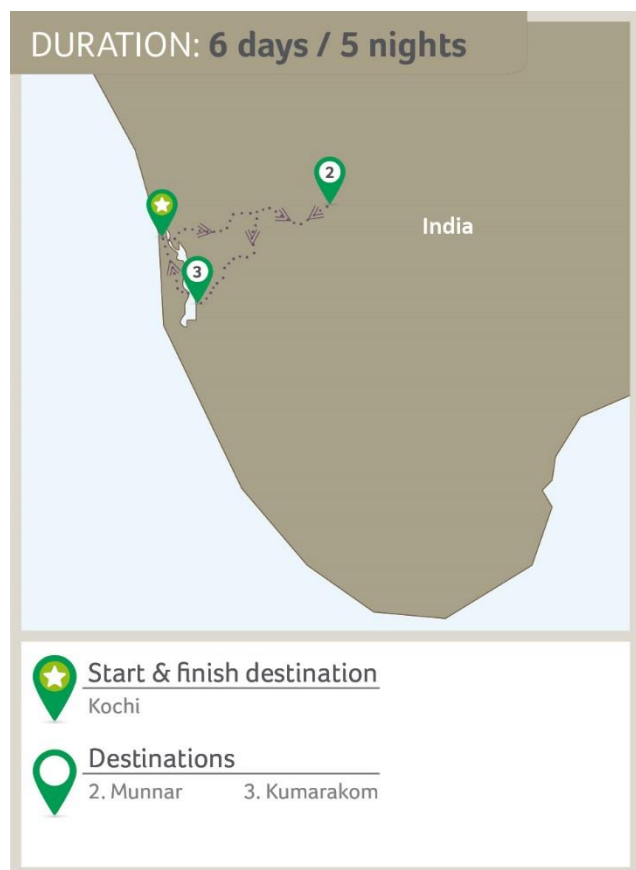 DURATION: 6 days / 5 nights
2
India
3
Start & finish destination
Kochi
Destinations
2. Munnar 3. Kumarakom